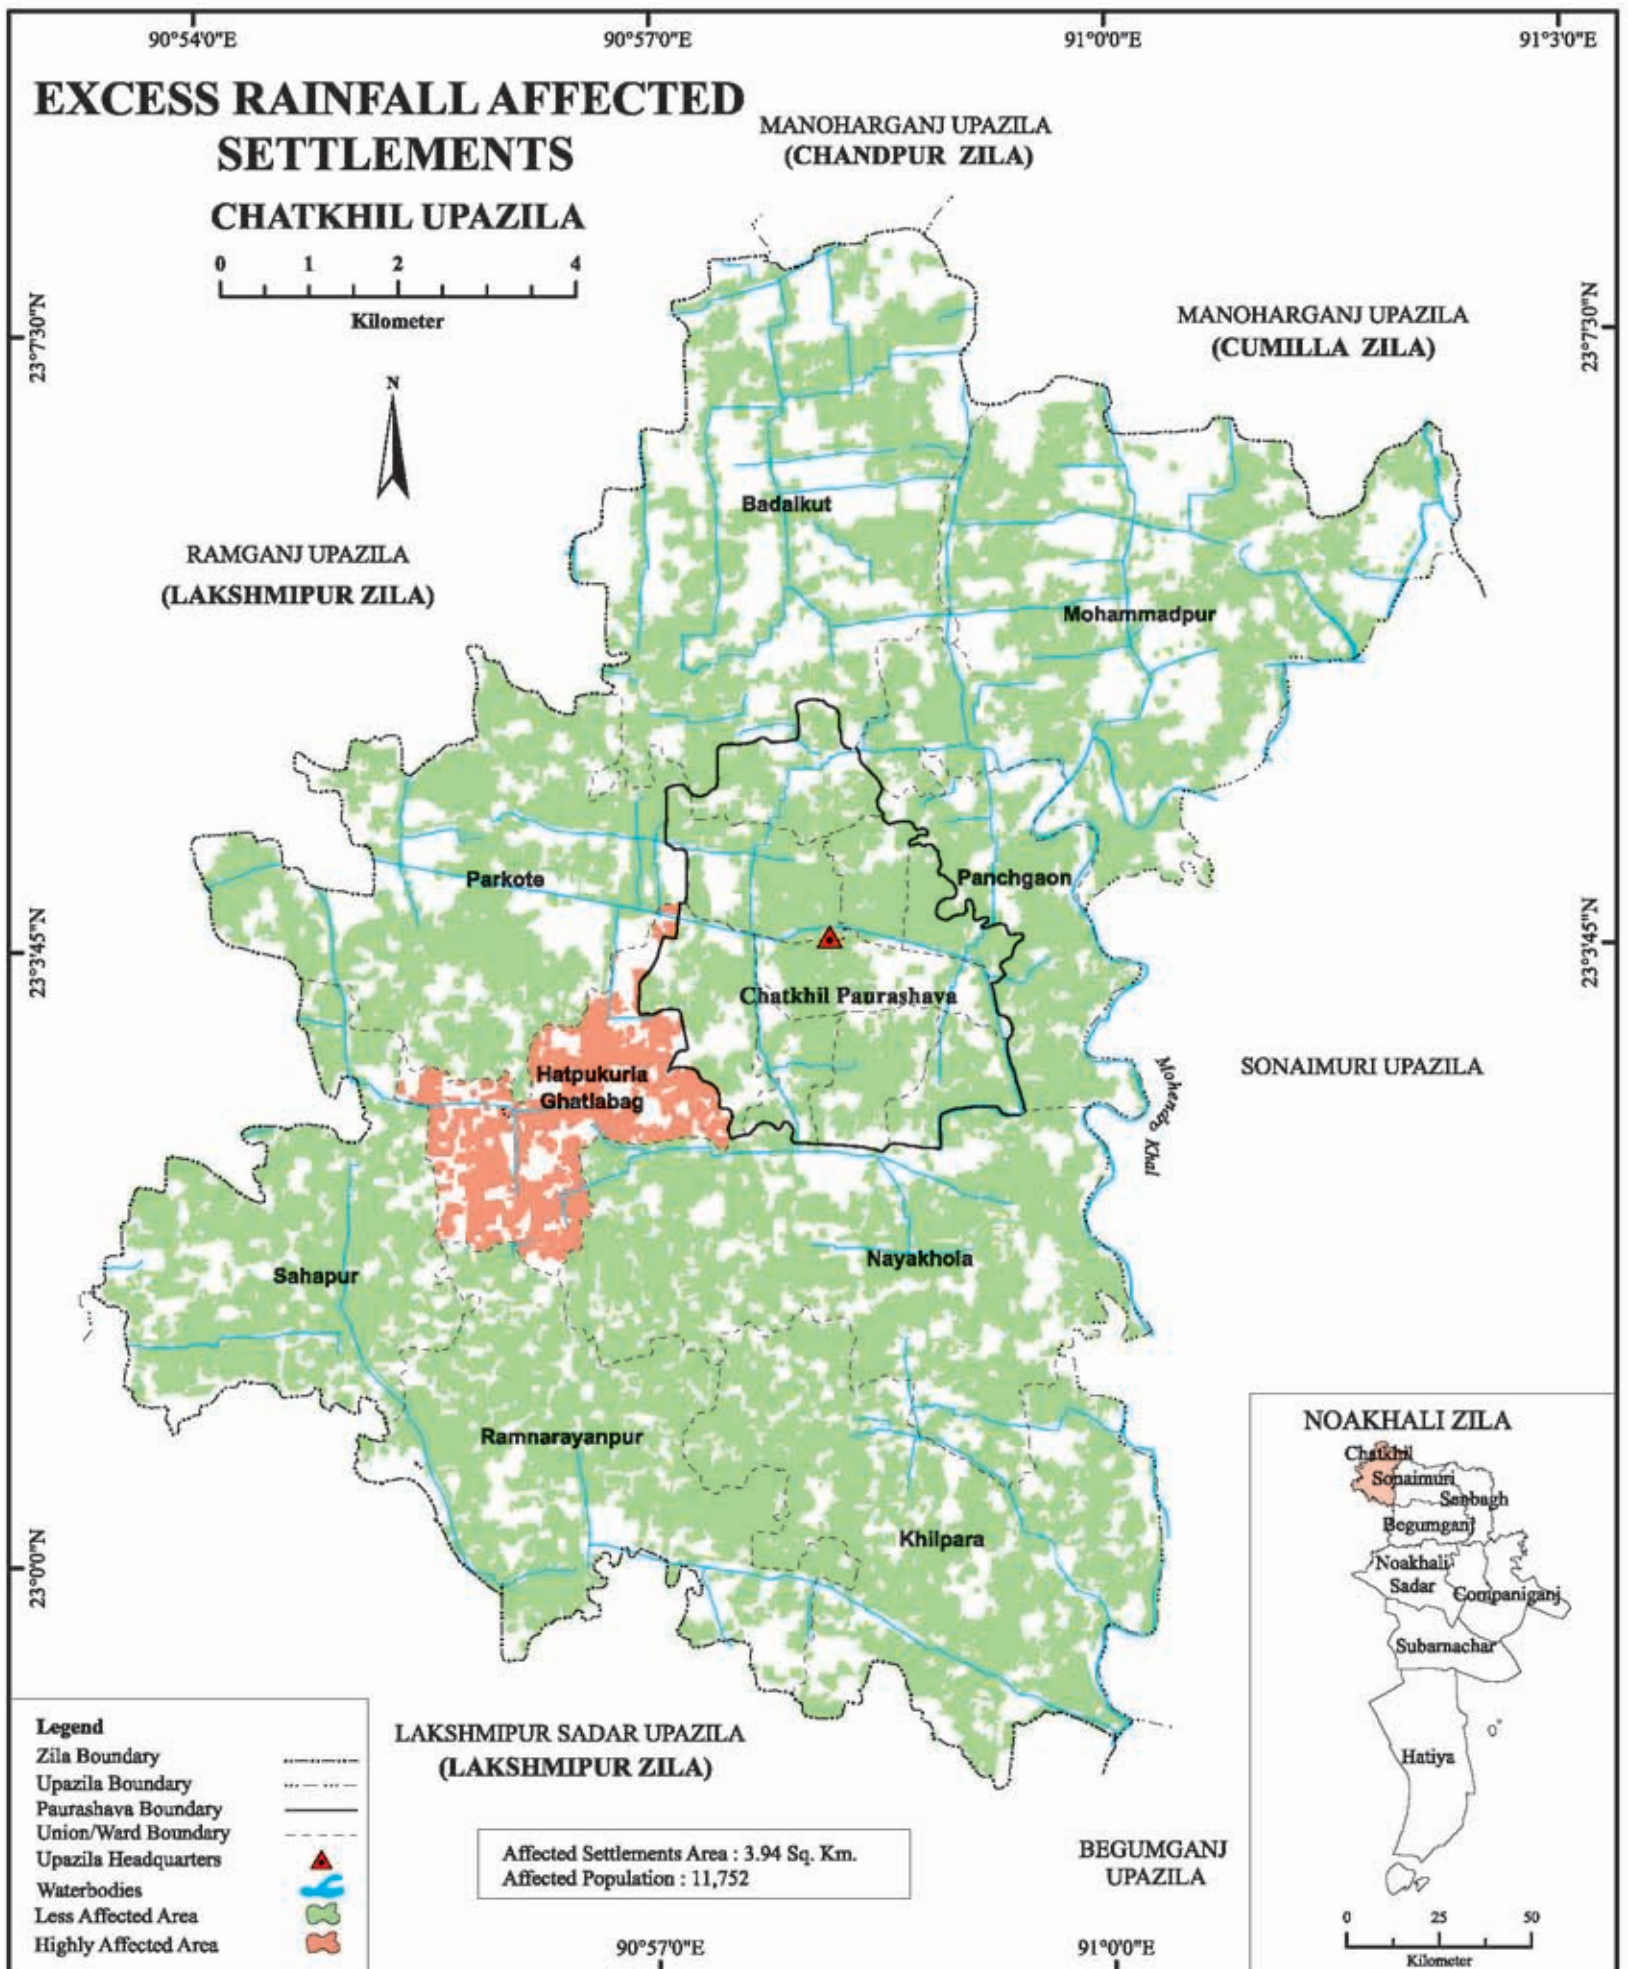 90°54'0"E
90°57'0"E
91°0'0"E
91°3'0"E
EXCESS RAINFALL AFFECTED
SETTLEMENTS
CHATKHIL UPAZILA
0 1 2 4
Kilometer
N
MANOHARGANJ UPAZILA
(CHANDPUR ZILA)
MANOHARGANJ UPAZILA
(CUMILLA ZILA)
23°7'30"N
23°7'30"N
RAMGANJ UPAZILA
(LAKSHMIPUR ZILA)
Badalkut
Mohammadpur
Parkote
Panchgaon
23°3'45"N
23°3'45"N
Chatkhil Paurashava
Hatpukuria
Ghatlabag
Mohendro Khal
SONAIMURI UPAZILA
Sahapur
Nayakhola
Ramnarayanpur
Khilpara
23°0'0"N
NOAKHALI ZILA
Chatkhil
Sonaimuri
Senbagh
Begumganj
Noakhali
Sadar
Companiganj
Subarnachar
Hatiya
0 25 50
Kilometer
Legend
Zila Boundary
Upazila Boundary
Paurashava Boundary
Union/Ward Boundary
Upazila Headquarters
Waterbodies
Less Affected Area
Highly Affected Area
LAKSHMIPUR SADAR UPAZILA
(LAKSHMIPUR ZILA)
Affected Settlements Area : 3.94 Sq. Km.
Affected Population : 11,752
BEGUMGANJ
UPAZILA
90°57'0"E
91°0'0"E